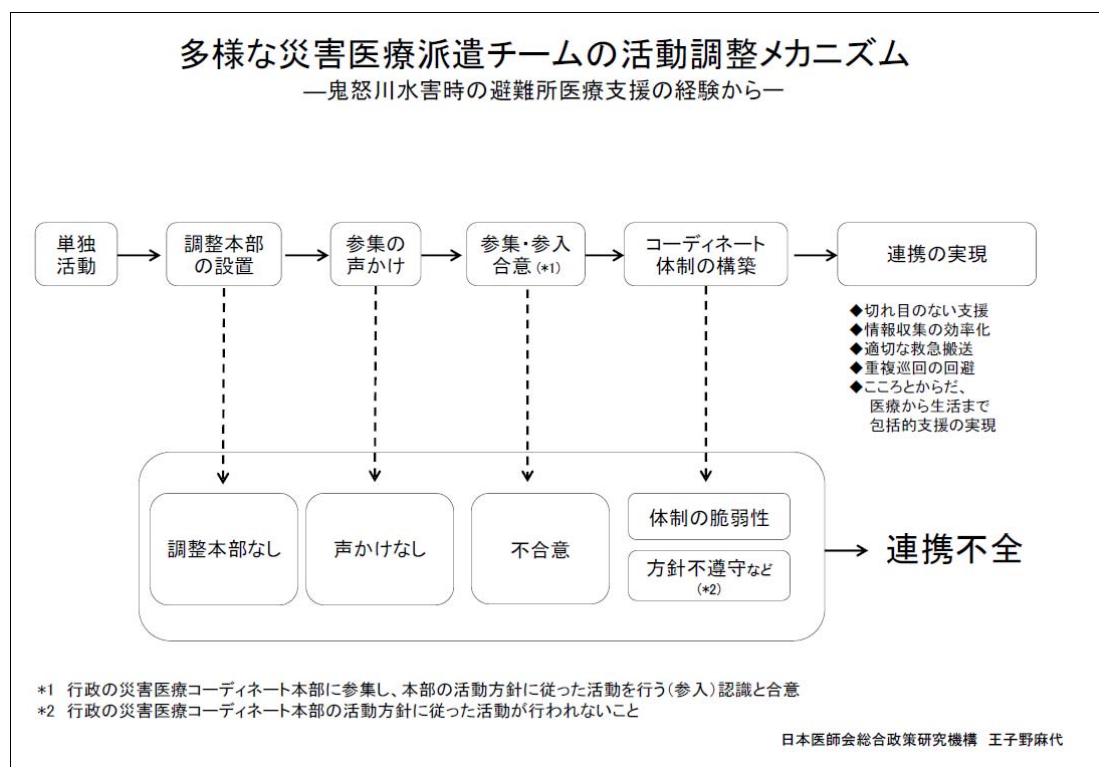 多様な災害医療派遣チームの活動調整メカニズム
―鬼怒川水害時の避難所医療支援の経験から―
単独
活動
調整本部
の設置
参集の
声かけ
参集・参入
合意(*1)
コーディネート
体制の構築
連携の実現
◆切れ目のない支援
◆情報収集の効率化
◆適切な救急搬送
◆重複巡回の回避
◆こころとからだ、
医療から生活まで
包括的支援の実現
調整本部なし
声かけなし
不合意
体制の脆弱性
方針不遵守など
(*2)
連携不全
*1 行政の災害医療コーディネート本部に参集し、本部の活動方針に従った活動を行う(参入)認識と合意
*2 行政の災害医療コーディネート本部の活動方針に従った活動が行われないこと
日本医師会総合政策研究機構 王子野麻代